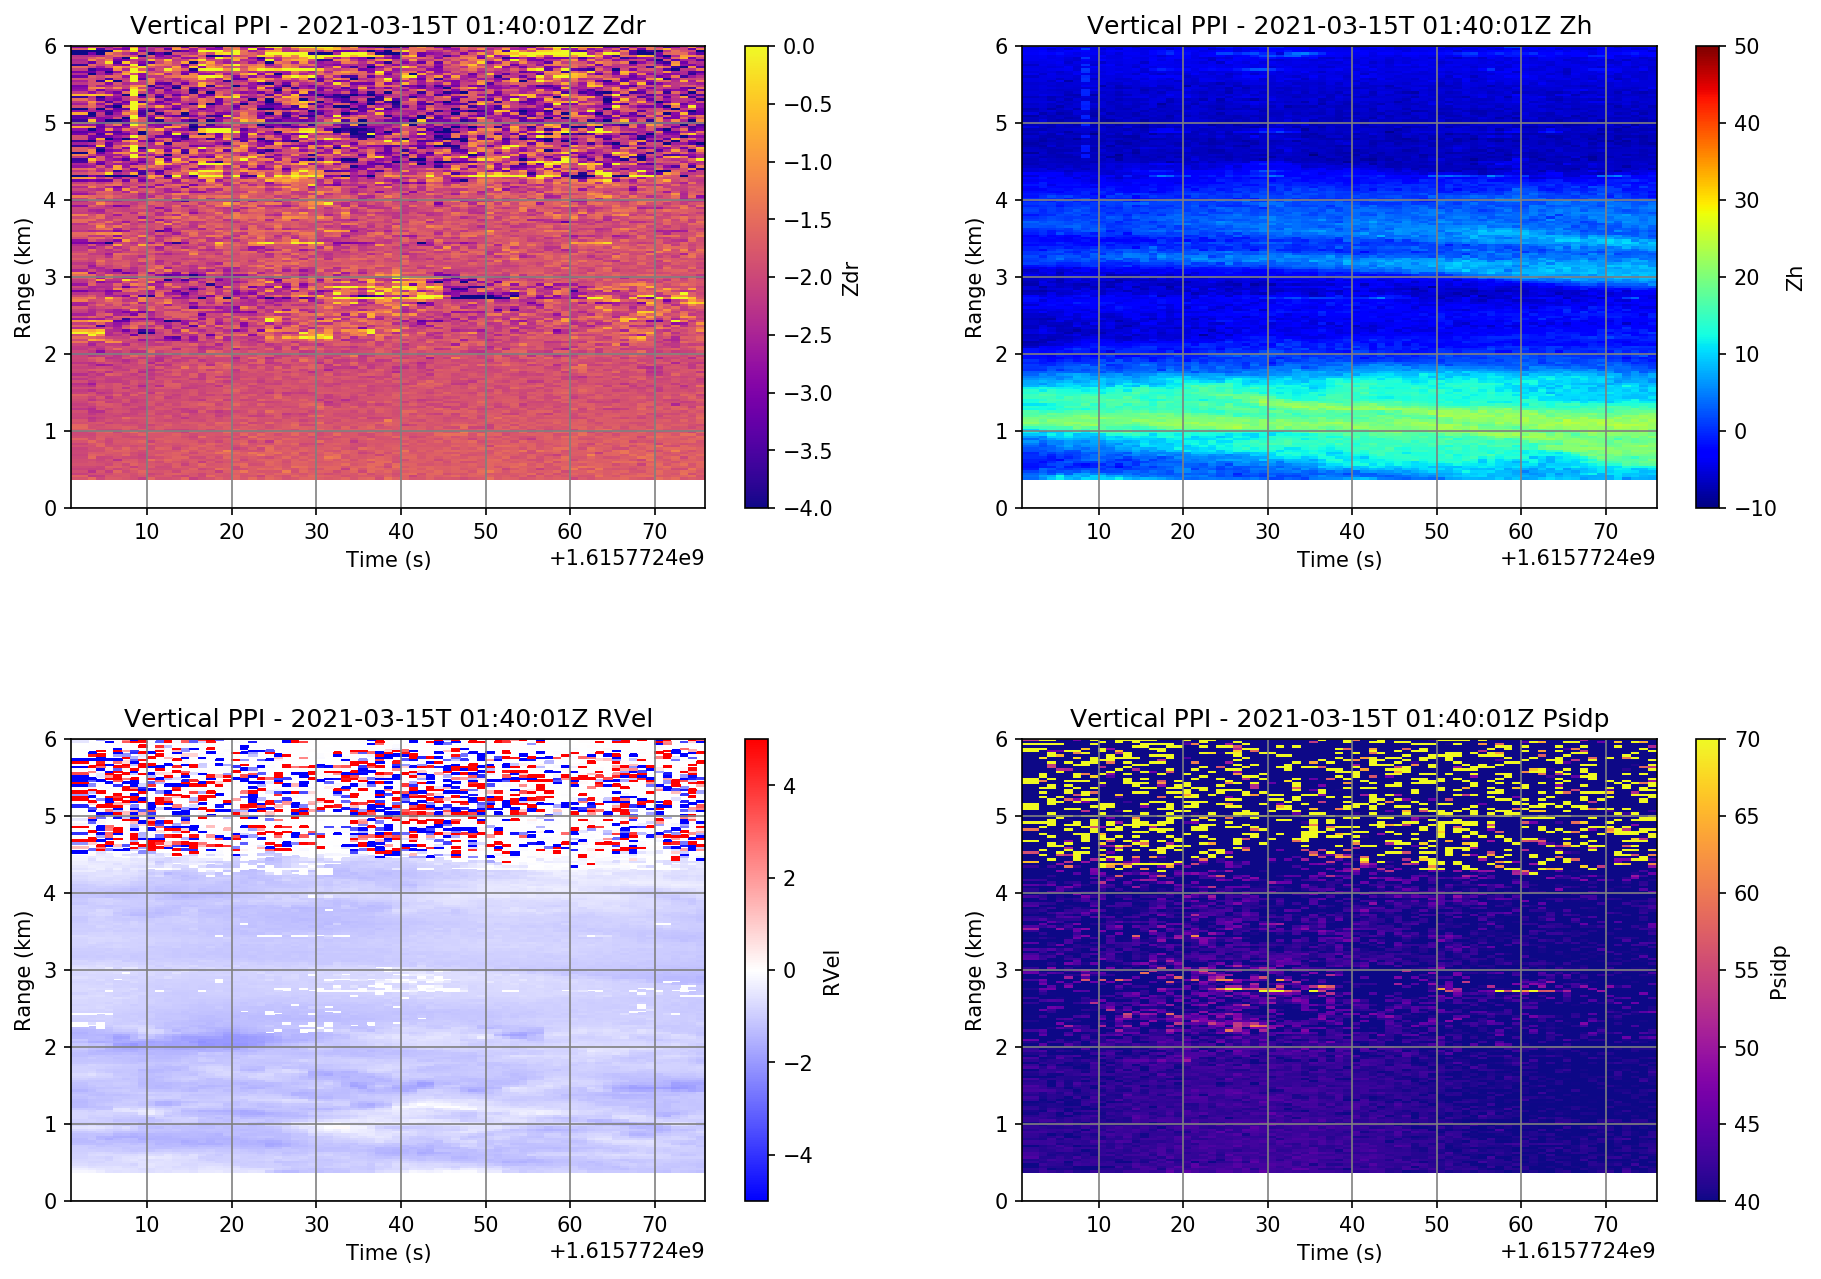 Vertical PPI - 2021-03-15T 01:40:01Z Zdr
6
5
4
3
2
1
0
Range (km)
10 20 30 40 50 60 70
Time (s)
+1.6157724e9
0.0
−0.5
−1.0
−1.5
−2.0
−2.5
−3.0
−3.5
−4.0
Zdr
Vertical PPI - 2021-03-15T 01:40:01Z Zh
6
5
4
3
2
1
0
Range (km)
10 20 30 40 50 60 70
Time (s)
+1.6157724e9
50
40
30
20
10
0
−10
Zh
Vertical PPI - 2021-03-15T 01:40:01Z RVel
6
5
4
3
2
1
0
Range (km)
10 20 30 40 50 60 70
Time (s)
+1.6157724e9
4
2
0
−2
−4
RVel
Vertical PPI - 2021-03-15T 01:40:01Z Psidp
6
5
4
3
2
1
0
Range (km)
10 20 30 40 50 60 70
Time (s)
+1.6157724e9
70
65
60
55
50
45
40
Psidp